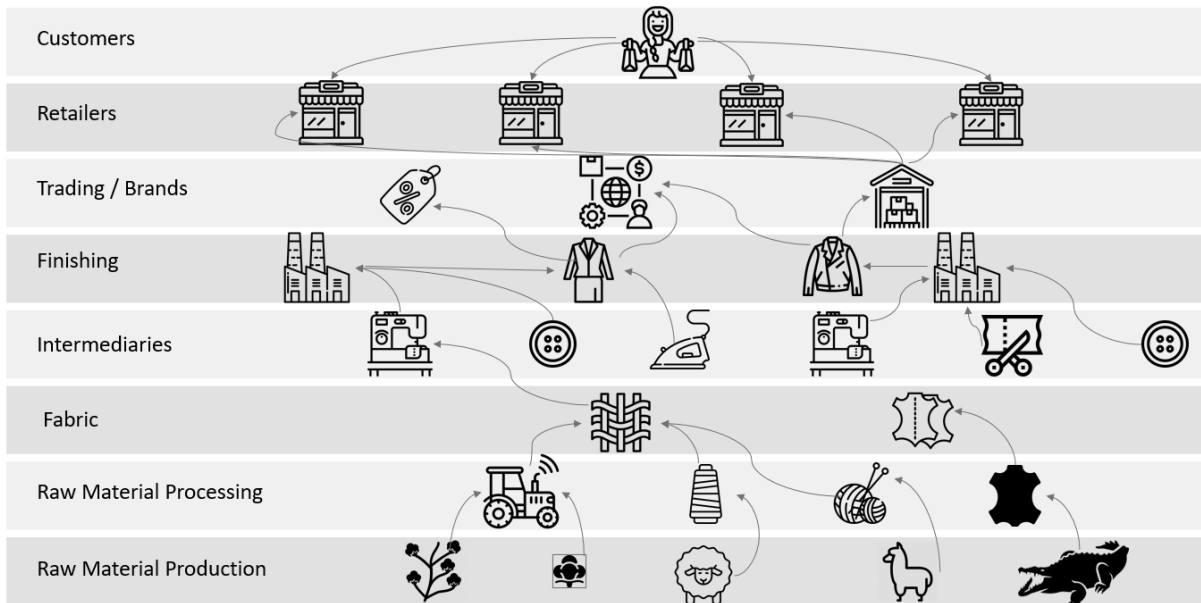 Customers
Retailers
Trading / Brands
Finishing
Intermediaries
Fabric
Raw Material Processing
Raw Material Production